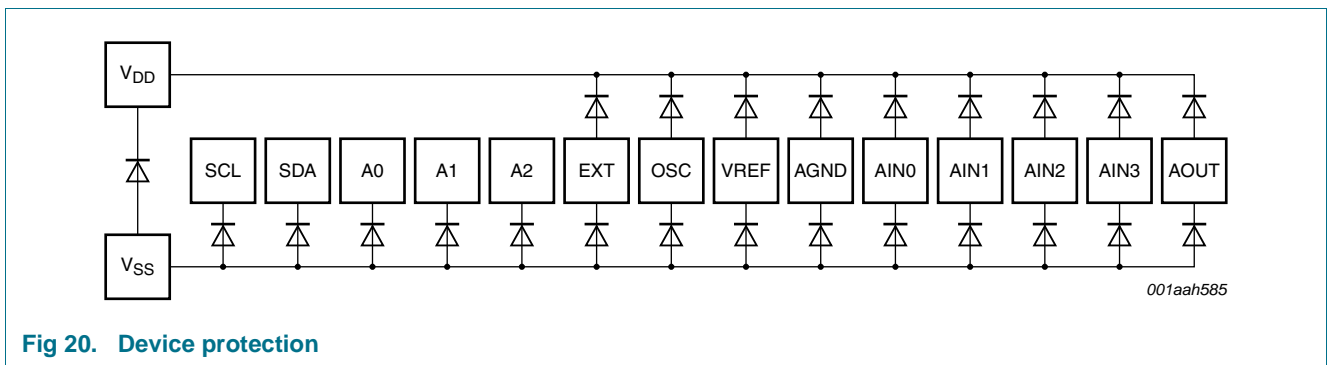 VDD
SCL SDA A0 A1 A2 EXT OSC VREF AGND AIN0 AIN1 AIN2 AIN3 AOUT
VSS
001aah585
Fig 20. Device protection